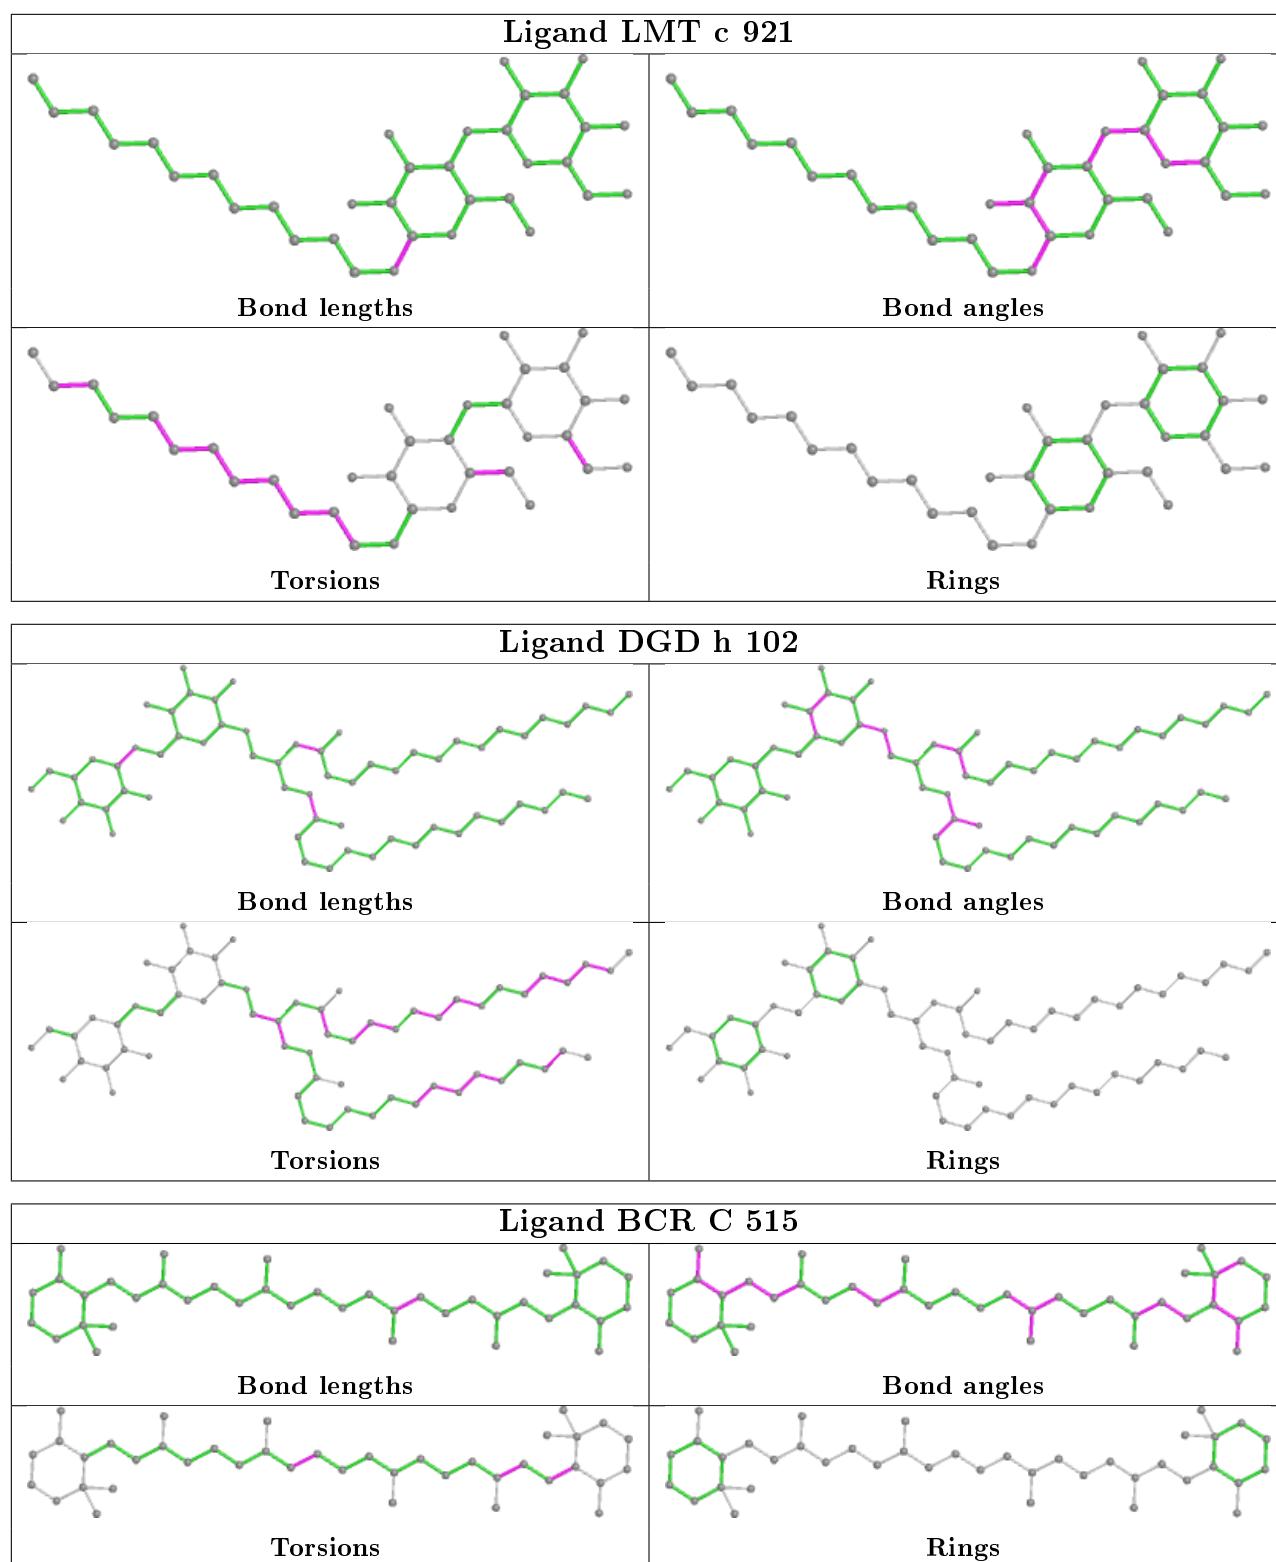 Ligand LMT c 921
Bond lengths
Bond angles
Torsions
Rings
Ligand DGD h 102
Bond lengths
Bond angles
Torsions
Rings
Ligand BCR C 515
Bond lengths
Bond angles
Torsions
Rings